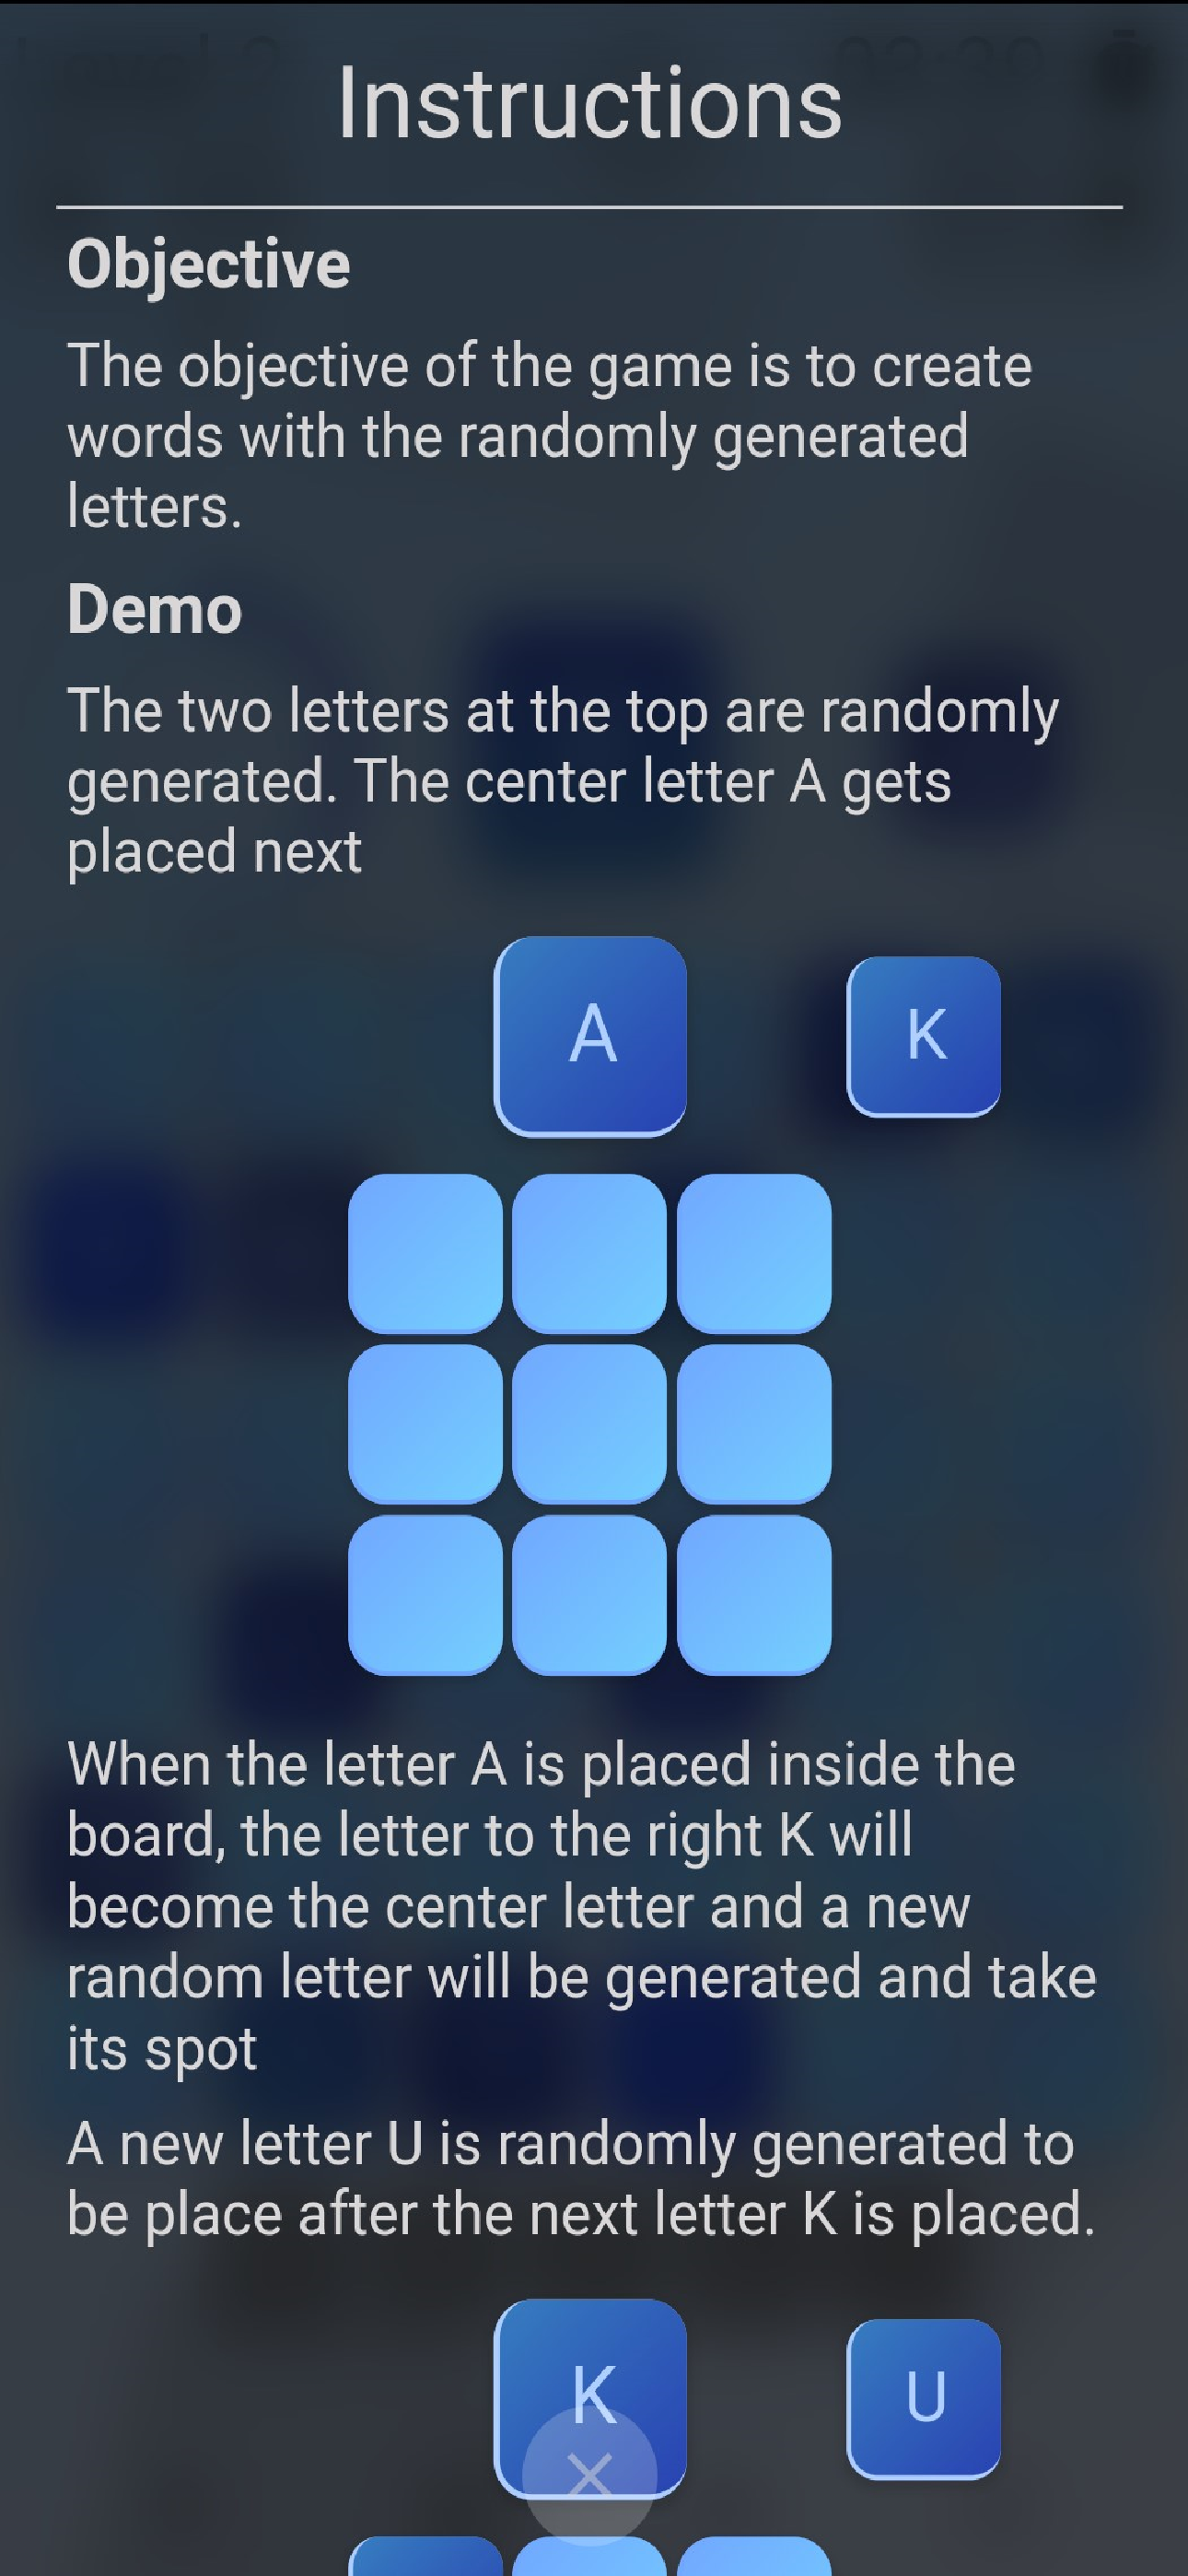 Instructions
Objective
The objective of the game is to create
words with the randomly generated
letters.
Demo
The two letters at the top are randomly
generated. The center letter A gets
placed next
A K
When the letter A is placed inside the
board, the letter to the right K will
become the center letter and a new
random letter will be generated and take
its spot
A new letter U is randomly generated to
be place after the next letter K is placed.
K U